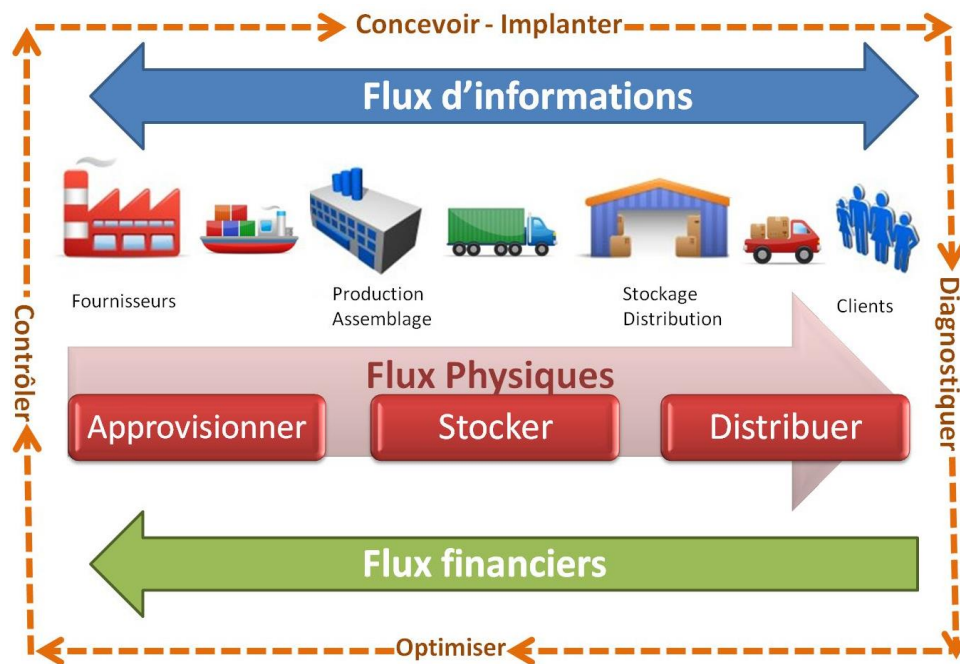 Concevoir - Implanter
Flux d’informations
Fournisseurs
Production
Assemblage
Stockage
Distribution
Clients
Contrôler
Diagnostiquer
Flux Physiques
Approvisionner
Stocker
Distribuer
Flux financiers
Optimiser